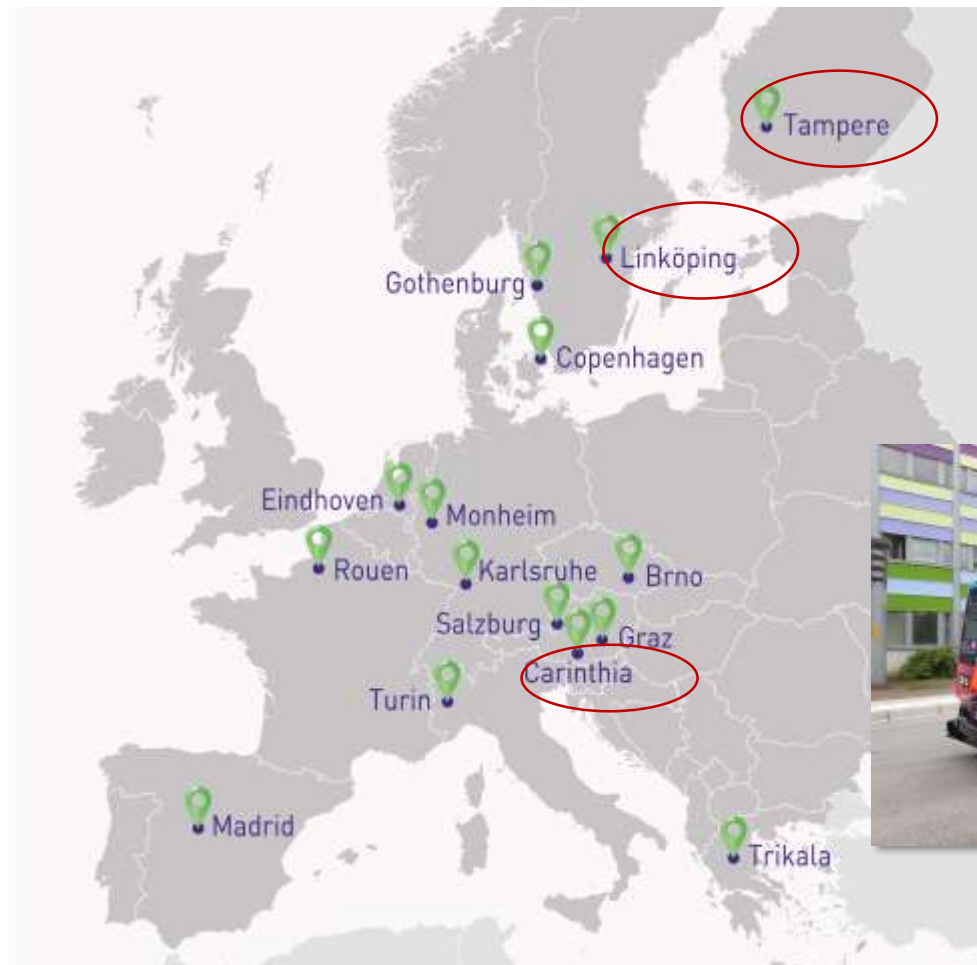 Tampere
Linköping
Gothenburg
Copenhagen
Eindhoven
Monheim
Rouen
Karlsruhe
Brno
Salzburg
Graz
Carinthia
Turin
Madrid
Trikala